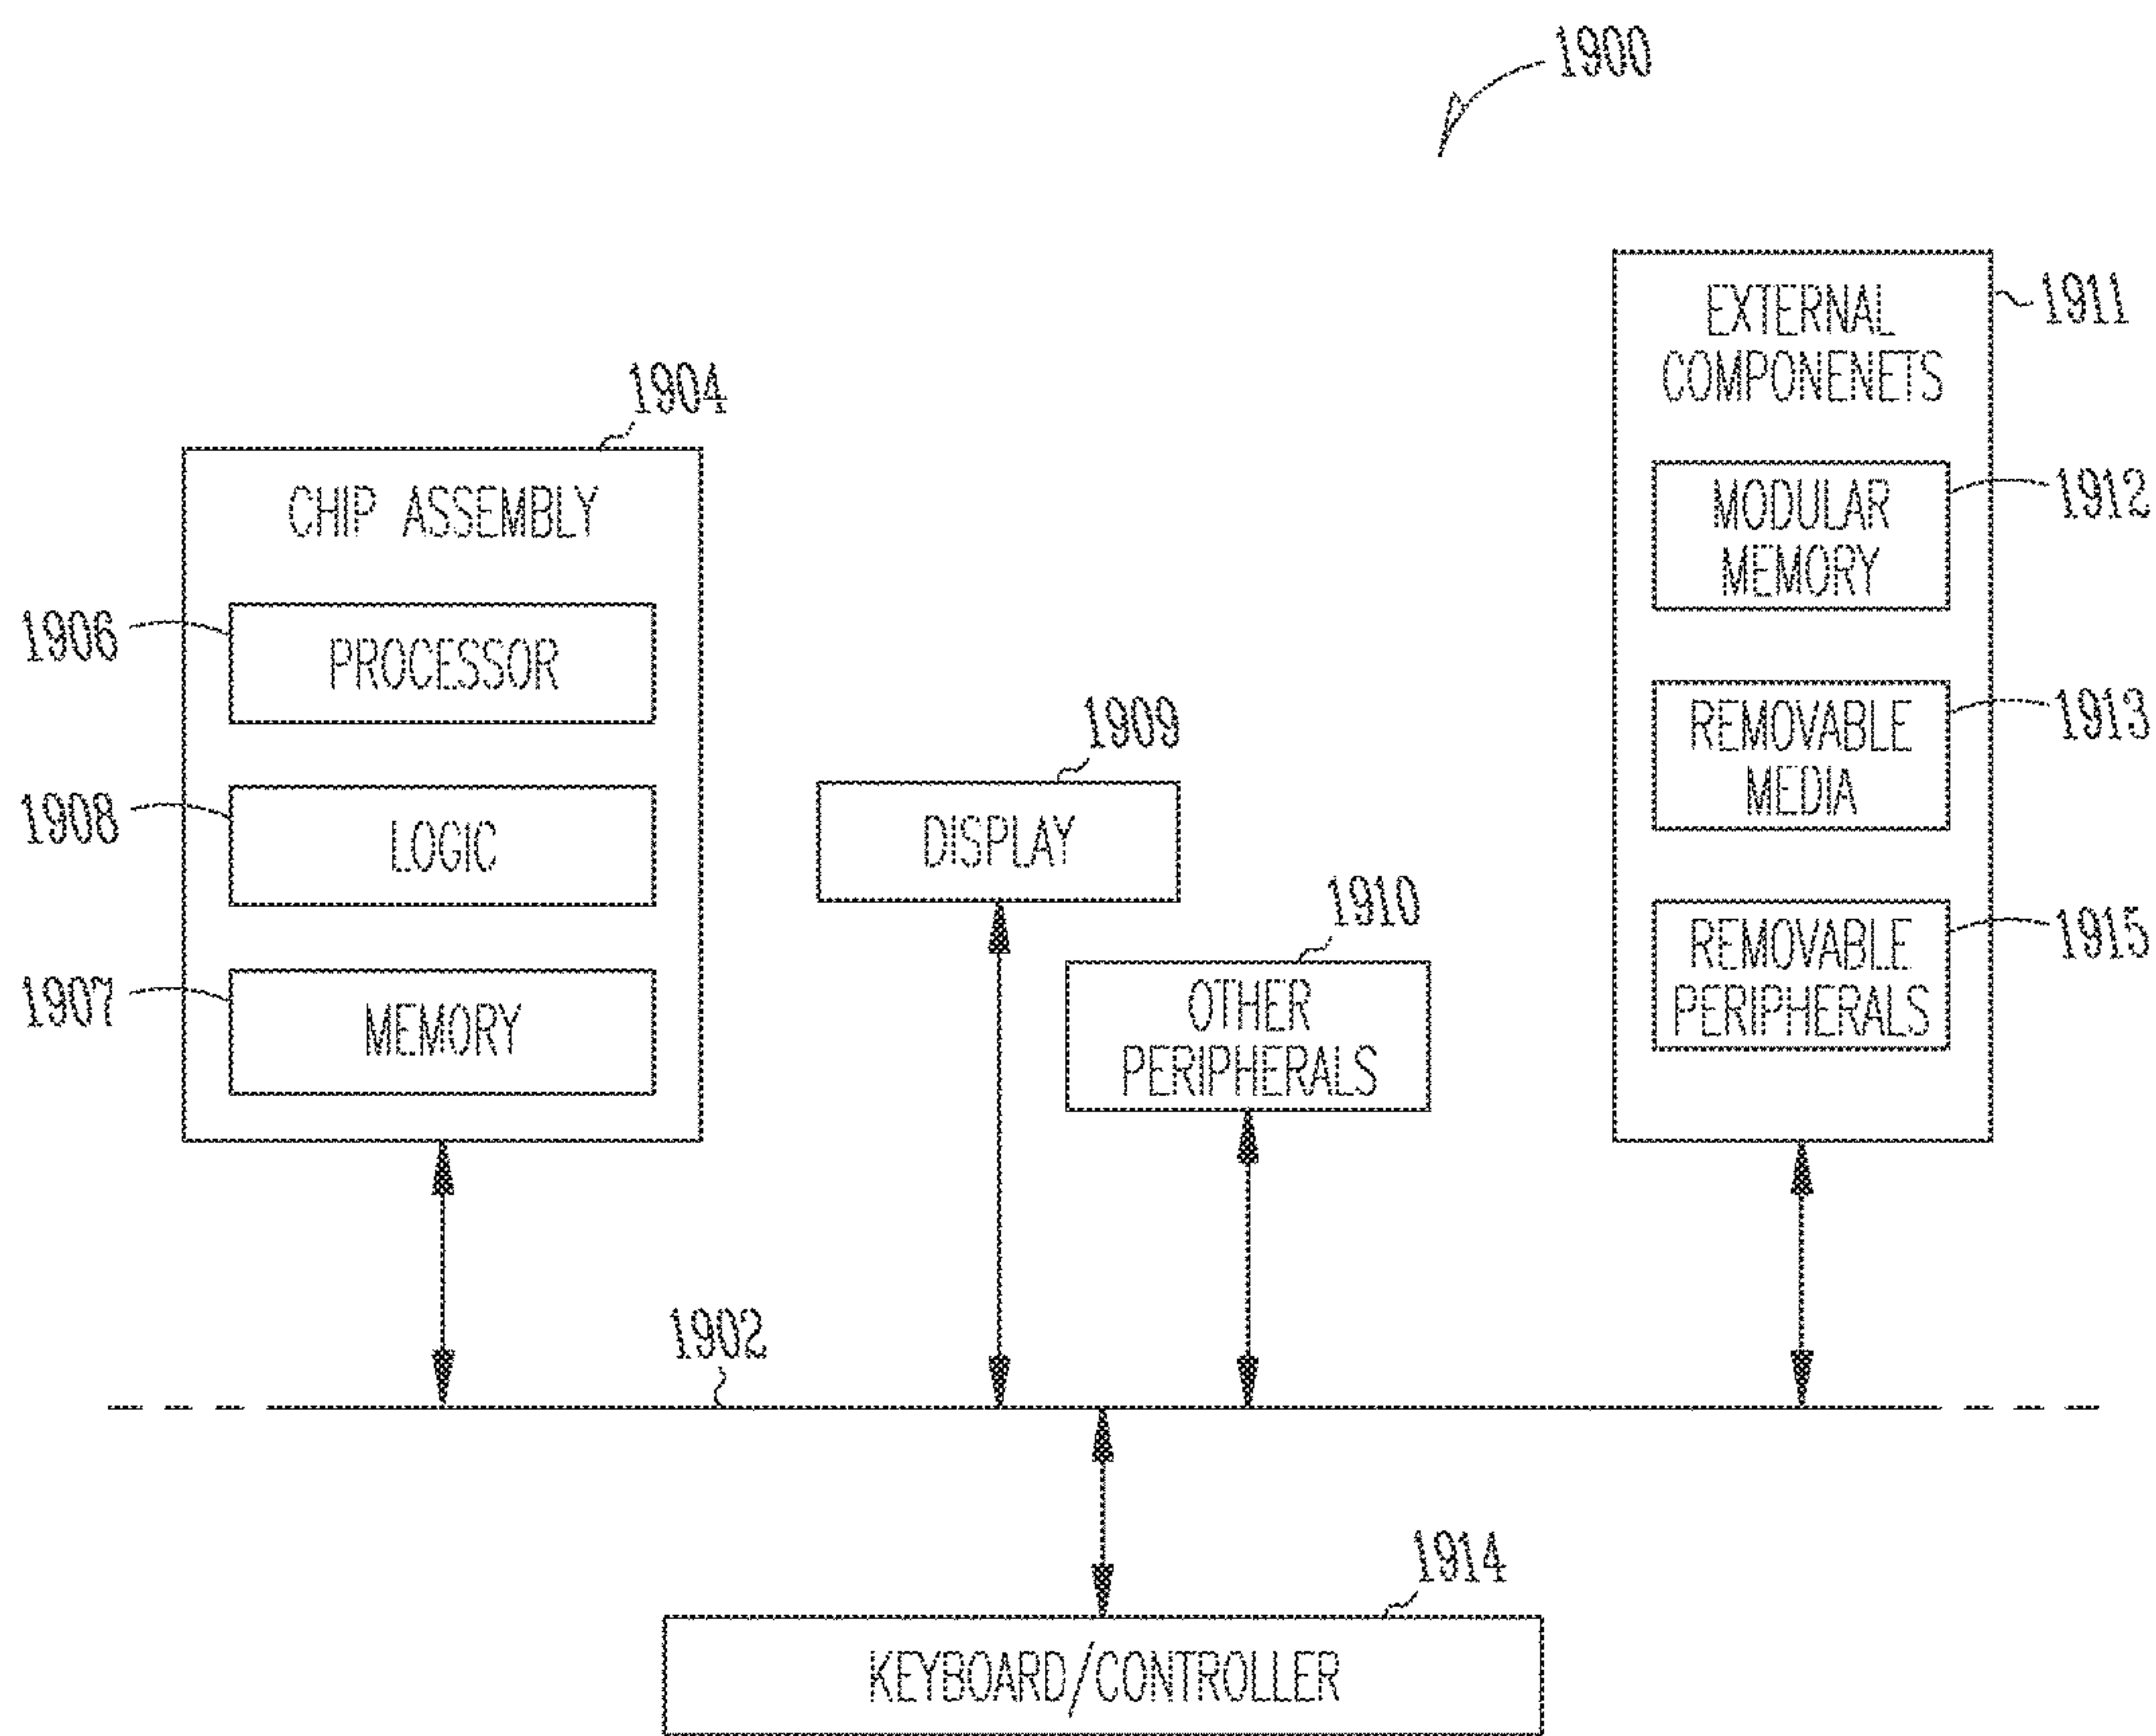 1900
EXTERNAL
COMPONENETS
1911
1904
CHIP ASSEMBLY
MODULAR
MEMORY
1912
1906
PROCESSOR
REMOVABLE
MEDIA
1913
1909
1908
LOGIC
DISPLAY
1910
REMOVABLE
PERIPHERALS
1915
1907
MEMORY
OTHER
PERIPHERALS
1902
1914
KEYBOARD/CONTROLLER